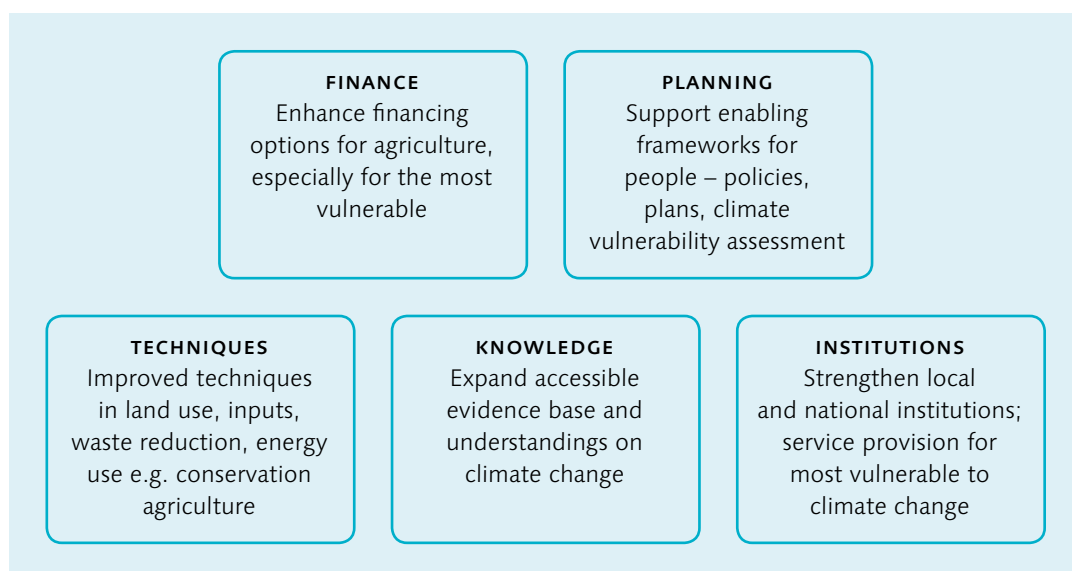 FINANCE
Enhance financing
options for agriculture,
especially for the most
vulnerable
PLANNING
Support enabling
frameworks for
people – policies,
plans, climate
vulnerability assessment
TECHNIQUES
Improved techniques
in land use, inputs,
waste reduction, energy
use e.g. conservation
agriculture
KNOWLEDGE
Expand accessible
evidence base and
understandings on
climate change
INSTITUTIONS
Strengthen local
and national institutions;
service provision for
most vulnerable to
climate change